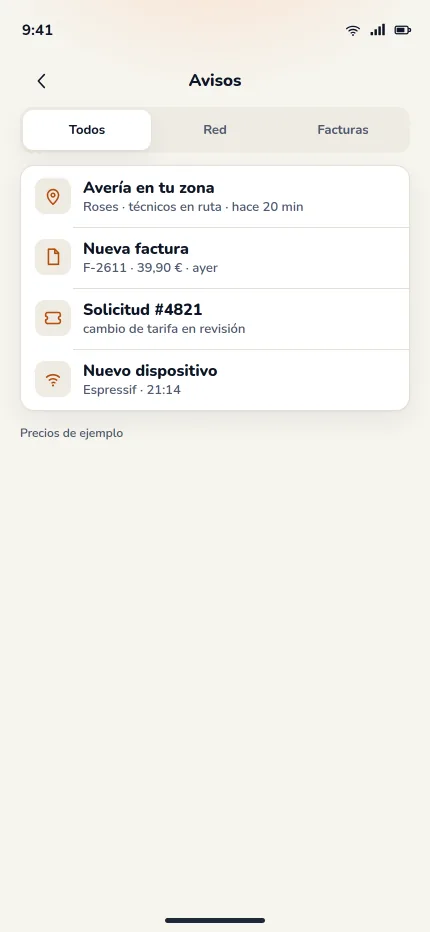 9:41
Avisos
Todos
Red
Facturas
Avería en tu zona
Roses · técnicos en ruta · hace 20 min
Nueva factura
F-2611 · 39,90 € · ayer
Solicitud #4821
cambio de tarifa en revisión
Nuevo dispositivo
Espressif · 21:14
Precios de ejemplo